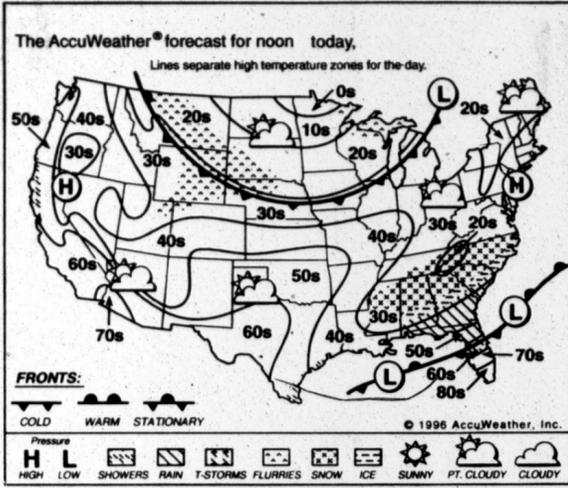 The AccuWeather® forecast for noon today,
Lines separate high temperature zones for the day.
0s
L
20s
50s
40s
20s
10s
30s
30s
20s
H
H
30s
30s
20s
40s
40s
60s
50s
70s
30s
L
60s
40s
50s
70s
L
60s
80s
FRONTS:
COLD WARM STATIONARY
© 1996 AccuWeather, Inc.
Pressure
H L
HIGH LOW SHOWERS RAIN T-STORMS FLURRIES SNOW ICE SUNNY PT. CLOUDY CLOUDY